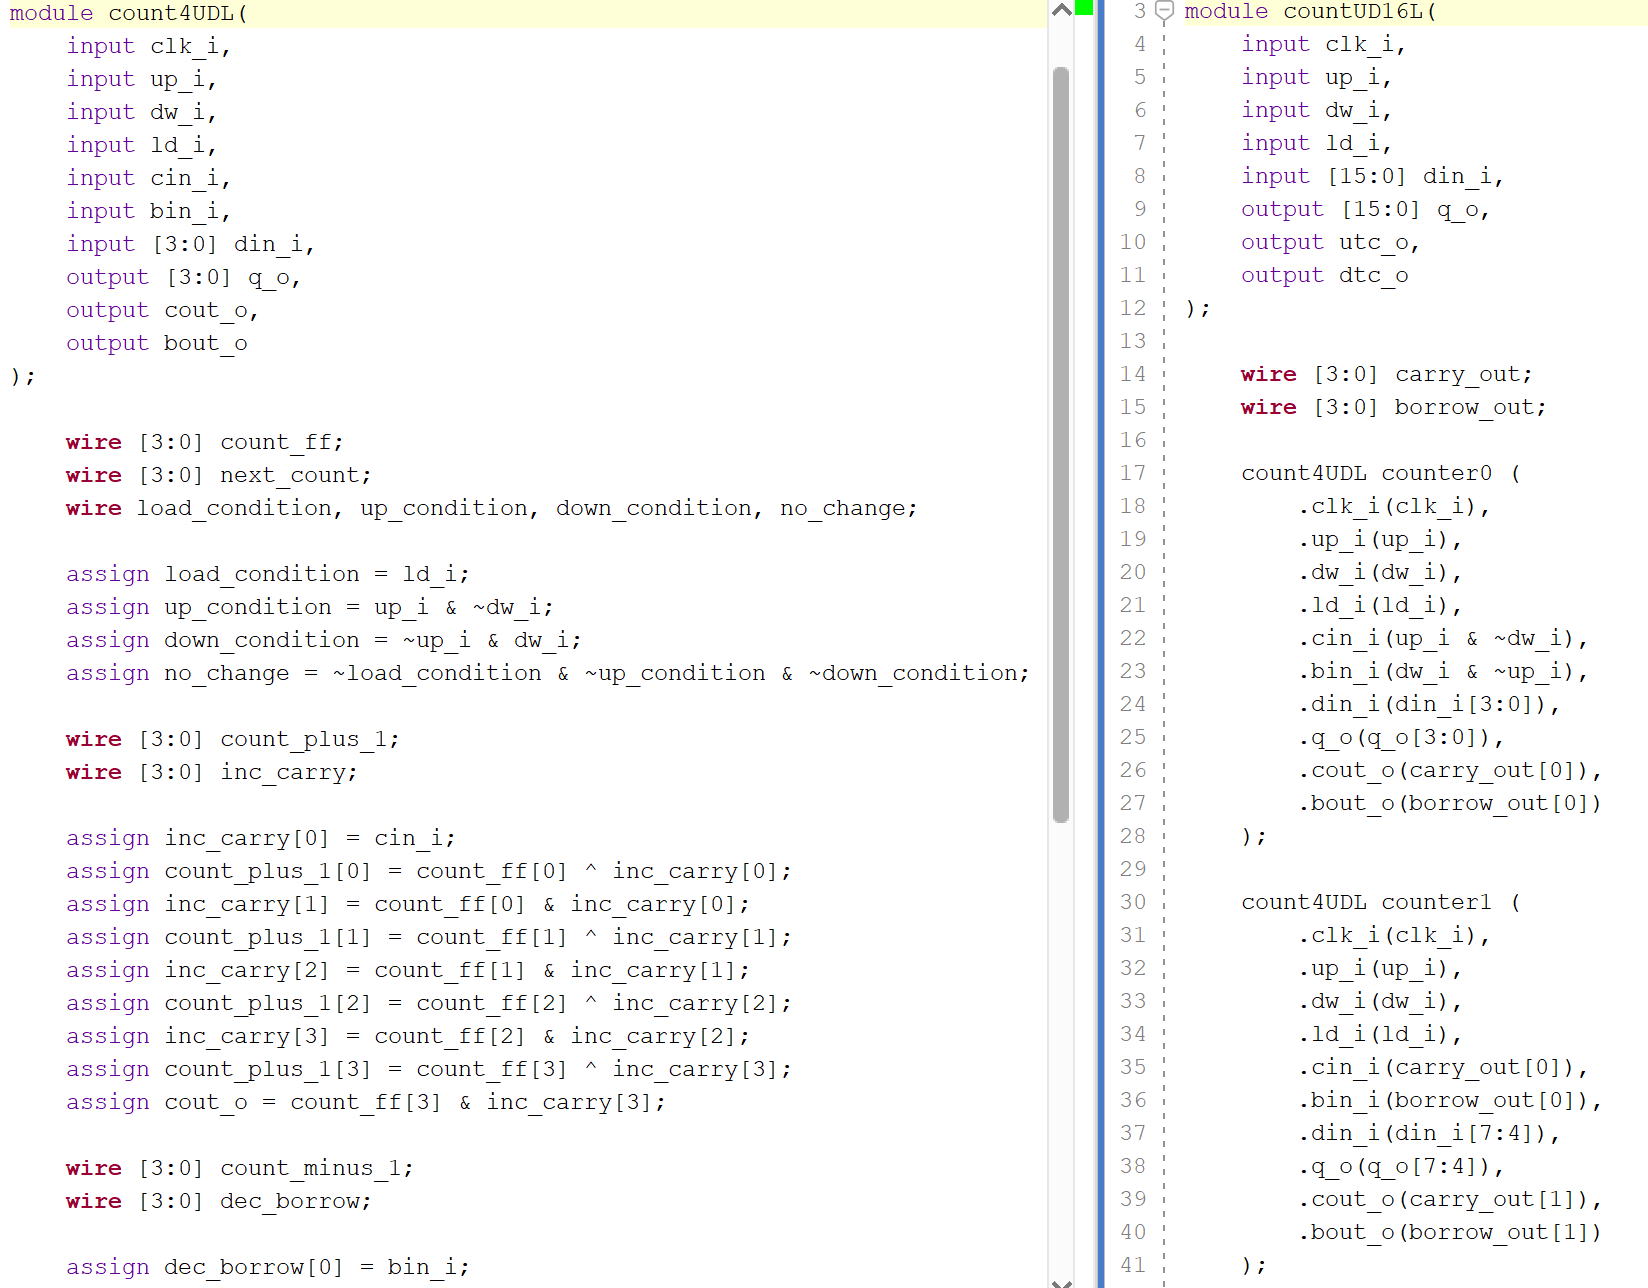 module count4UDL(
    input clk_i,
    input up_i,
    input dw_i,
    input ld_i,
    input cin_i,
    input bin_i,
    input [3:0] din_i,
    output [3:0] q_o,
    output cout_o,
    output bout_o
);
    wire [3:0] count_ff;
    wire [3:0] next_count;
    wire load_condition, up_condition, down_condition, no_change;
    assign load_condition = ld_i;
    assign up_condition = up_i & ~dw_i;
    assign down_condition = ~up_i & dw_i;
    assign no_change = ~load_condition & ~up_condition & ~down_condition;
    wire [3:0] count_plus_1;
    wire [3:0] inc_carry;
    assign inc_carry[0] = cin_i;
    assign count_plus_1[0] = count_ff[0] ^ inc_carry[0];
    assign inc_carry[1] = count_ff[0] & inc_carry[0];
    assign count_plus_1[1] = count_ff[1] ^ inc_carry[1];
    assign inc_carry[2] = count_ff[1] & inc_carry[1];
    assign count_plus_1[2] = count_ff[2] ^ inc_carry[2];
    assign inc_carry[3] = count_ff[2] & inc_carry[2];
    assign count_plus_1[3] = count_ff[3] ^ inc_carry[3];
    assign cout_o = count_ff[3] & inc_carry[3];
    wire [3:0] count_minus_1;
    wire [3:0] dec_borrow;
    assign dec_borrow[0] = bin_i;
3 module countUD16L(
4     input clk_i,
5     input up_i,
6     input dw_i,
7     input ld_i,
8     input [15:0] din_i,
9     output [15:0] q_o,
10     output utc_o,
11     output dtc_o
12 );
13
14     wire [3:0] carry_out;
15     wire [3:0] borrow_out;
16
17     count4UDL counter0 (
18         .clk_i(clk_i),
19         .up_i(up_i),
20         .dw_i(dw_i),
21         .ld_i(ld_i),
22         .cin_i(up_i & ~dw_i),
23         .bin_i(dw_i & ~up_i),
24         .din_i(din_i[3:0]),
25         .q_o(q_o[3:0]),
26         .cout_o(carry_out[0]),
27         .bout_o(borrow_out[0])
28     );
29
30     count4UDL counter1 (
31         .clk_i(clk_i),
32         .up_i(up_i),
33         .dw_i(dw_i),
34         .ld_i(ld_i),
35         .cin_i(carry_out[0]),
36         .bin_i(borrow_out[0]),
37         .din_i(din_i[7:4]),
38         .q_o(q_o[7:4]),
39         .cout_o(carry_out[1]),
40         .bout_o(borrow_out[1])
41     );